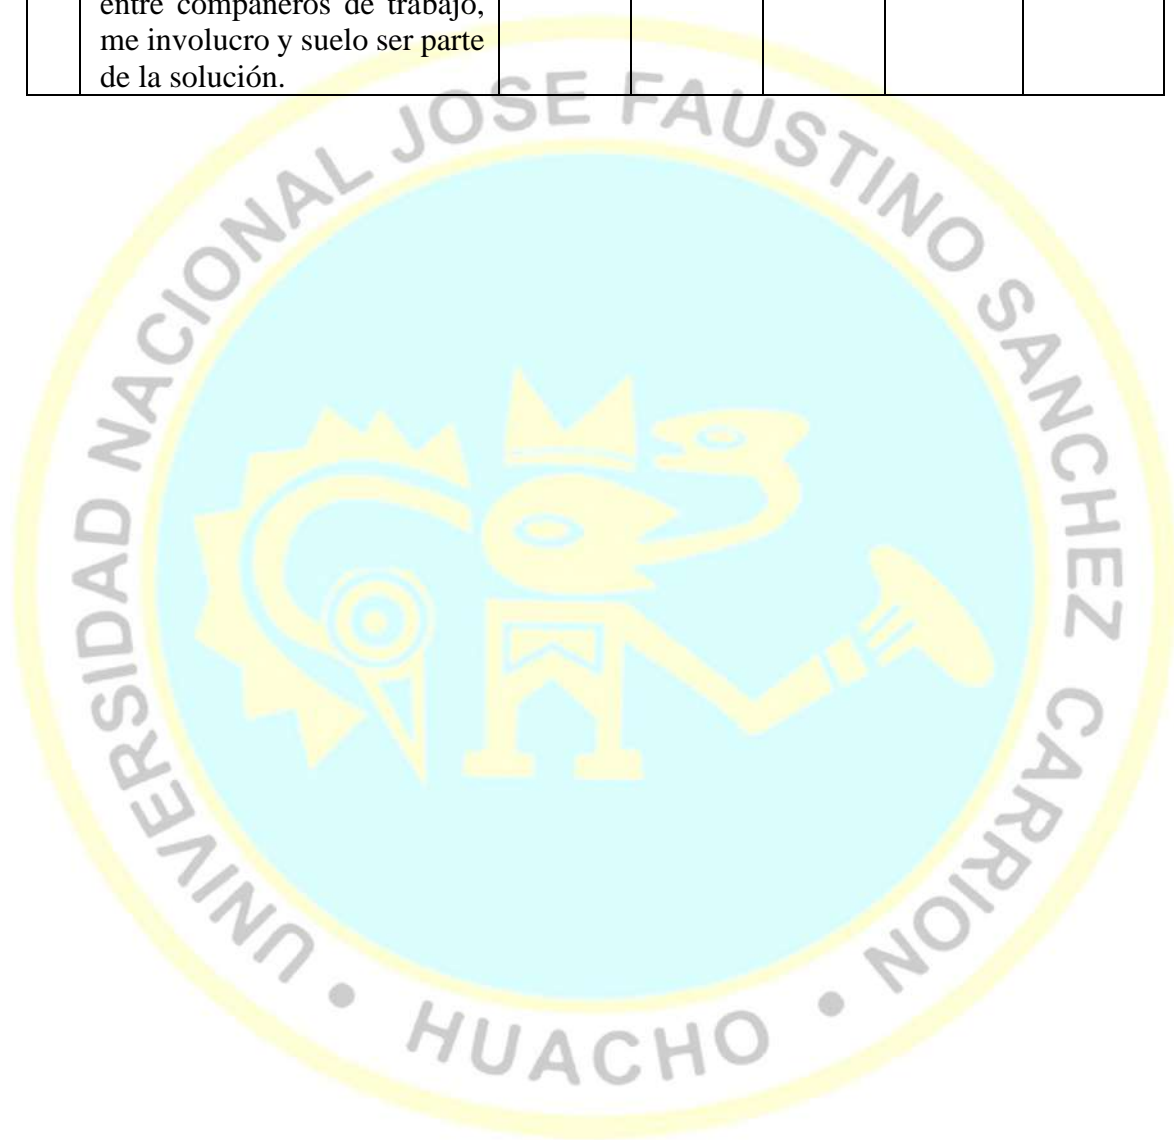 entre compañeros de trabajo,
me involucro y suelo ser parte
de la solución.
UNIVERSIDAD NACIONAL JOSE FAUSTINO SANCHEZ CARRION
• HUACHO •